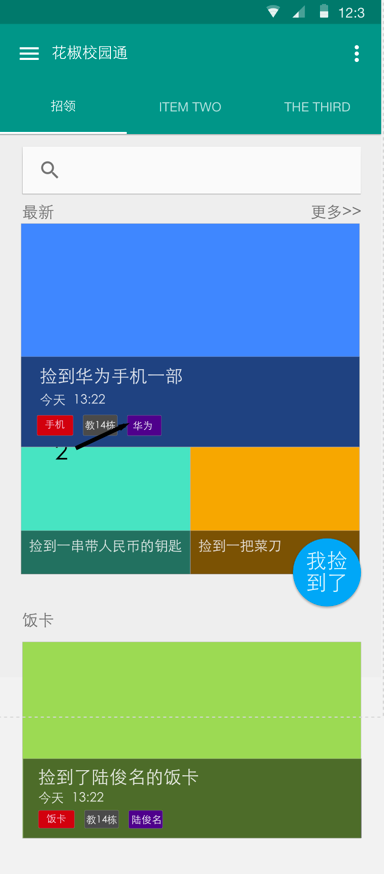 12:3
花椒校园通
招领
ITEM TWO
THE THIRD
最新
更多>>
捡到华为手机一部
今天 13:22
手机 教14栋 华为
2
捡到一串带人民币的钥匙
捡到一把菜刀
我捡
到了
饭卡
捡到了陆俊名的饭卡
今天 13:22
饭卡 教14栋 陆俊名